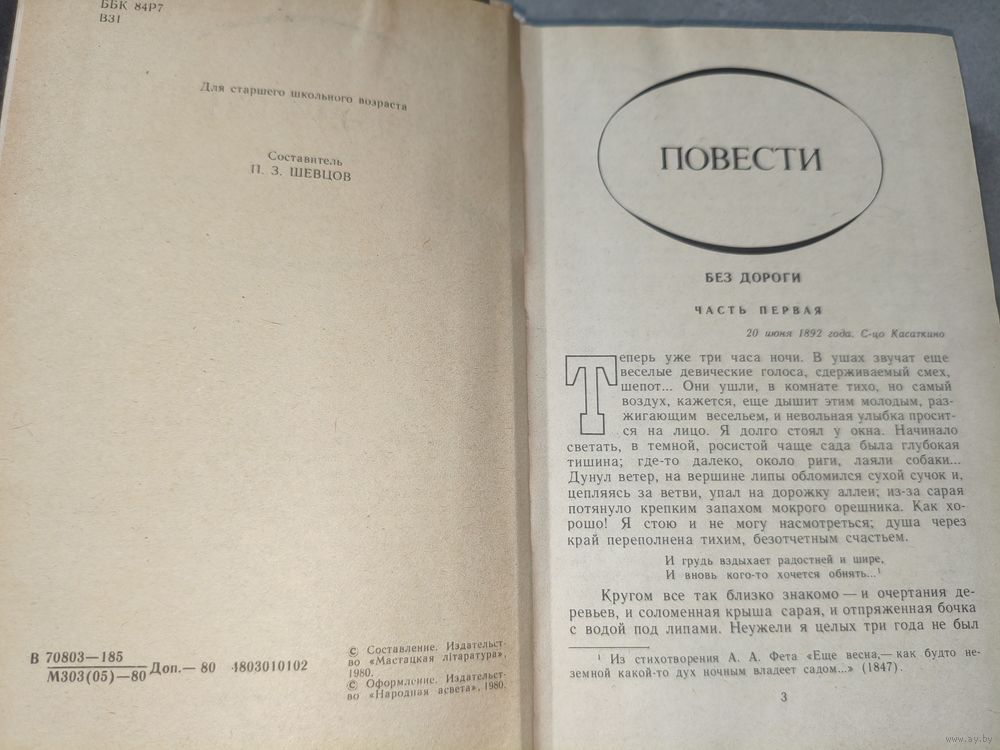 ББК 84Р7
В31
Для старшего школьного возраста
Составитель
П. З. ШЕВЦОВ
В 70803—185
М303(05)—80
Доп.— 80 4803010102
© Составление. Издательст-
во «Мастацкая літаратура»,
1980.
© Оформление. Издательст-
во «Народная асвета», 1980.
ПОВЕСТИ
БЕЗ ДОРОГИ
ЧАСТЬ ПЕРВАЯ
20 июня 1892 года. С-цо Касаткино
Теперь уже три часа ночи. В ушах звучат еще
веселые девические голоса, сдерживаемый смех,
шепот... Они ушли, в комнате тихо, но самый
воздух, кажется, еще дышит этим молодым, раз-
жигающим весельем, и невольная улыбка просит-
ся на лицо. Я долго стоял у окна. Начинало
светать, в темной, росистой чаще сада была глубокая
тишина; где-то далеко, около риги, лаяли собаки...
Дунул ветер, на вершине липы обломился сухой сучок и,
цепляясь за ветви, упал на дорожку аллеи; из-за сарая
потянуло крепким запахом мокрого орешника. Как хо-
рошо! Я стою и не могу насмотреться; душа через
край переполнена тихим, безотчетным счастьем.
И грудь вздыхает радостней и шире,
И вновь кого-то хочется обнять...¹
Кругом все так близко знакомо — и очертания де-
ревьев, и соломенная крыша сарая, и отпряженная бочка
с водой под липами. Неужели я целых три года не был
¹ Из стихотворения А. А. Фета «Еще весна,— как будто не-
земной какой-то дух ночным владеет садом...» (1847).
3
www.ay.by